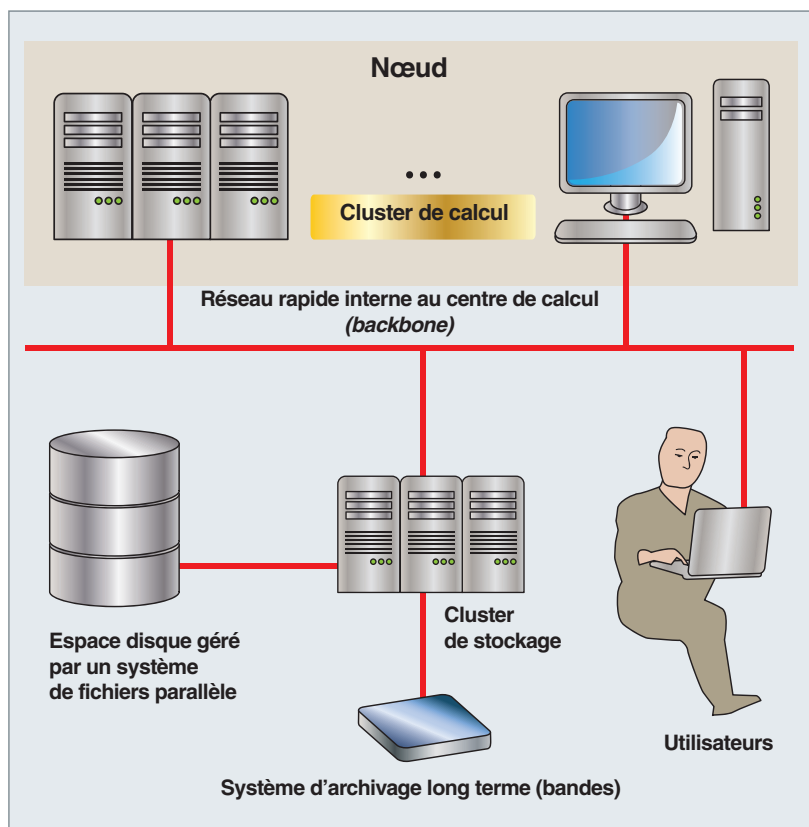 Nœud
...
Cluster de calcul
Réseau rapide interne au centre de calcul
(backbone)
Espace disque géré
par un système
de fichiers parallèle
Cluster
de stockage
Utilisateurs
Système d'archivage long terme (bandes)